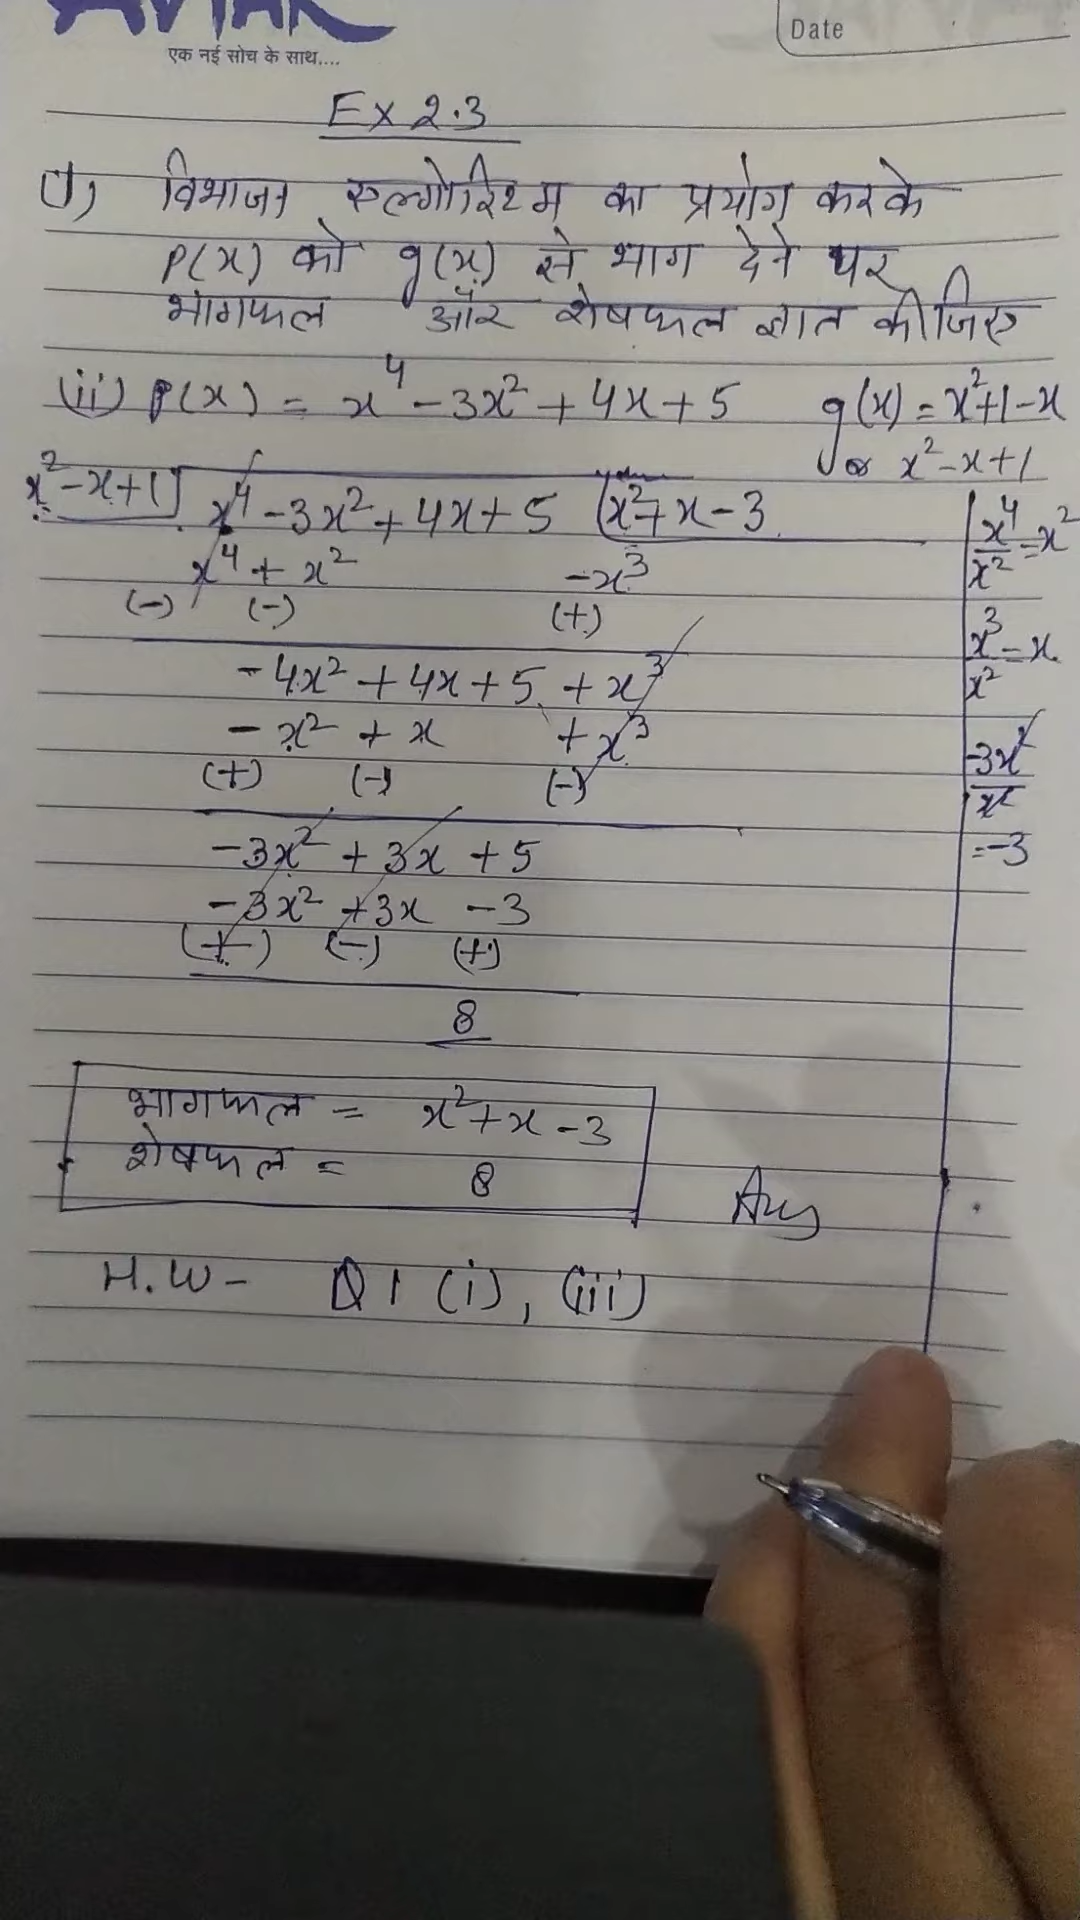 एक नई सोच के साथ....
Date
Ex 2.3
1) विभाजन एल्गोरिथ्म का प्रयोग करके
P(x) को g(x) से भाग देने पर
भागफल और शेषफल ज्ञात कीजिए
(ii) P(x) = x⁴ - 3x² + 4x + 5 g(x) = x²+1-x
or x²-x+1
x²-x+1 x⁴ - 3x² + 4x + 5 x²+x-3
x⁴ + x² -x³
(-) (-) (+)
-4x² + 4x + 5 + x³
- x² + x + x³
(+) (-) (-)
-3x² + 3x + 5
-3x² + 3x - 3
(+) (-) (+)
8
x⁴/x² = x²
x³/x² = x
-3x²/x²
= -3
भागफल = x²+x-3
शेषफल = 8
Ans
H.W - Q 1 (i), (iii)